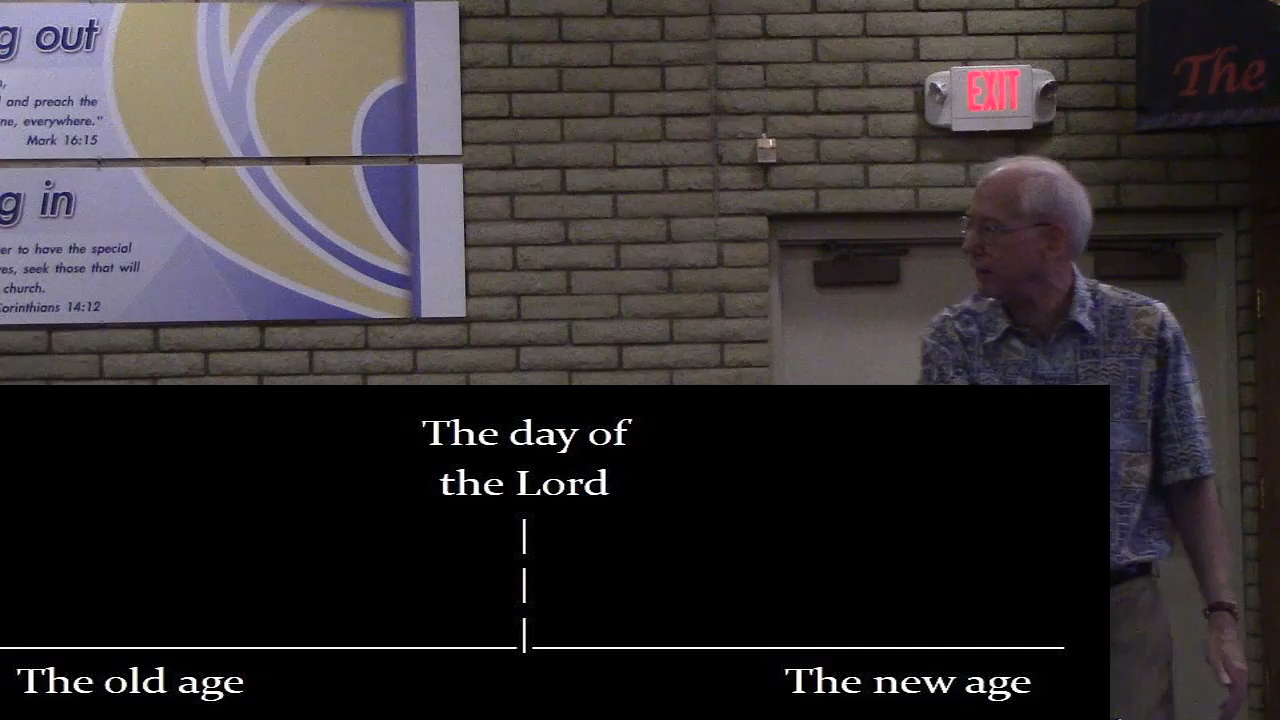 g out
and preach the
ne, everywhere."
Mark 16:15
g in
er to have the special
es, seek those that will
church.
Corinthians 14:12
EXIT
The
The day of
the Lord
The old age
The new age